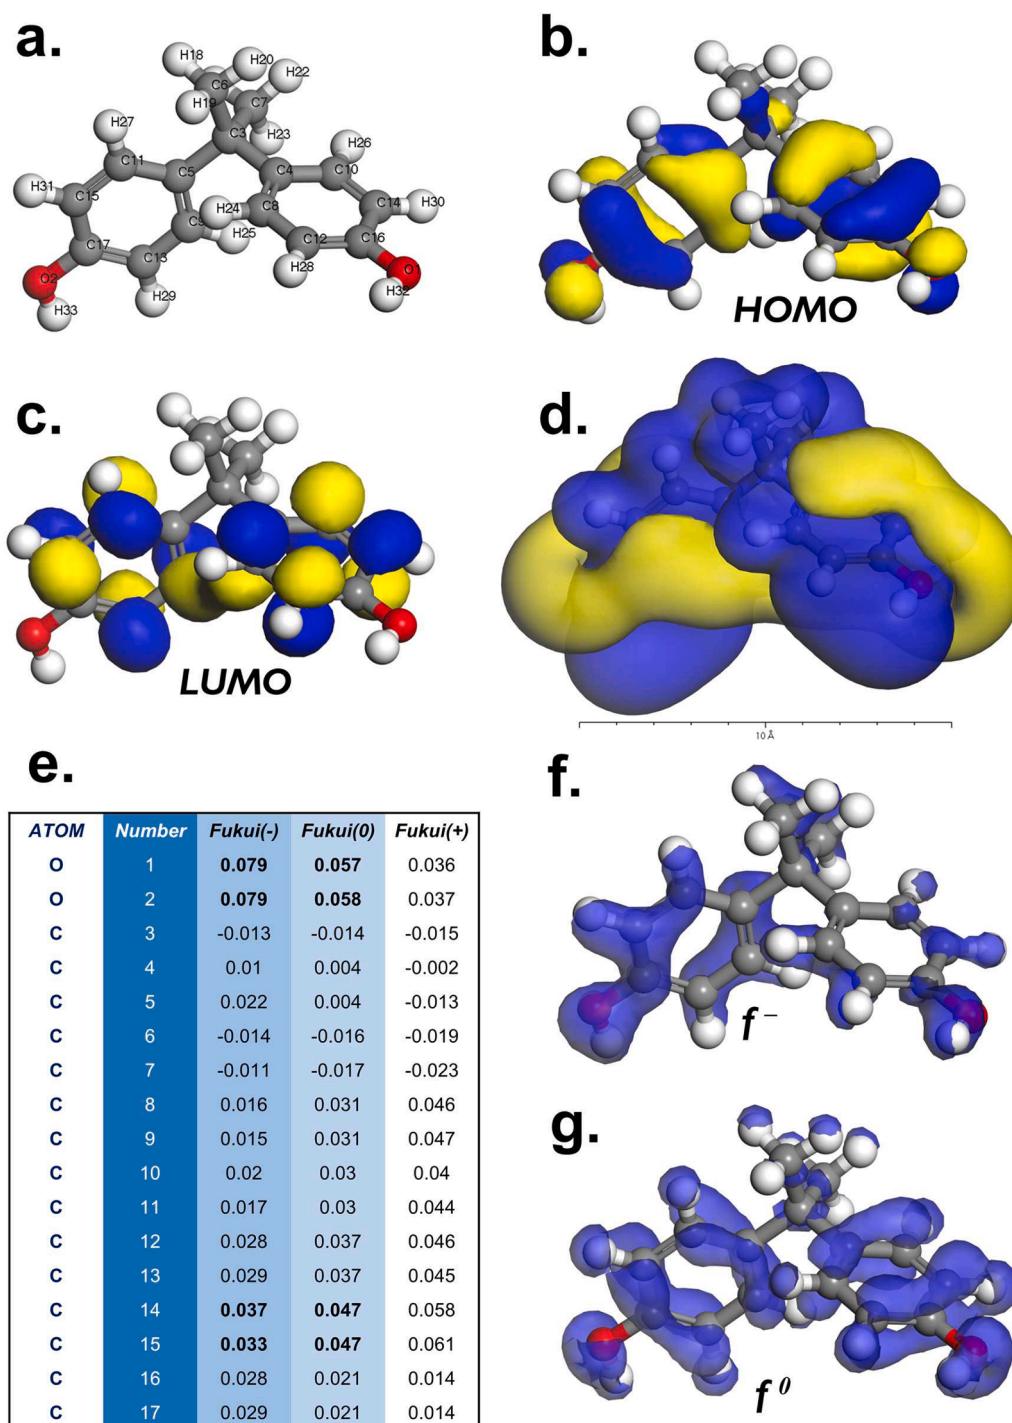 a.
H18
H20
H22
C6
H19
C7
H27
C3
H23
H26
C11
C5
C4
C10
H31
C15
H24
C8
C14
H30
C9
H25
C17
C13
C12
C16
O2
H28
O1
H29
H32
H33
b.
HOMO
c.
LUMO
d.
10 Å
e.
ATOM Number Fukui(-) Fukui(0) Fukui(+)
O 1 0.079 0.057 0.036
O 2 0.079 0.058 0.037
C 3 -0.013 -0.014 -0.015
C 4 0.01 0.004 -0.002
C 5 0.022 0.004 -0.013
C 6 -0.014 -0.016 -0.019
C 7 -0.011 -0.017 -0.023
C 8 0.016 0.031 0.046
C 9 0.015 0.031 0.047
C 10 0.02 0.03 0.04
C 11 0.017 0.03 0.044
C 12 0.028 0.037 0.046
C 13 0.029 0.037 0.045
C 14 0.037 0.047 0.058
C 15 0.033 0.047 0.061
C 16 0.028 0.021 0.014
C 17 0.029 0.021 0.014
f.
f −
g.
f 0